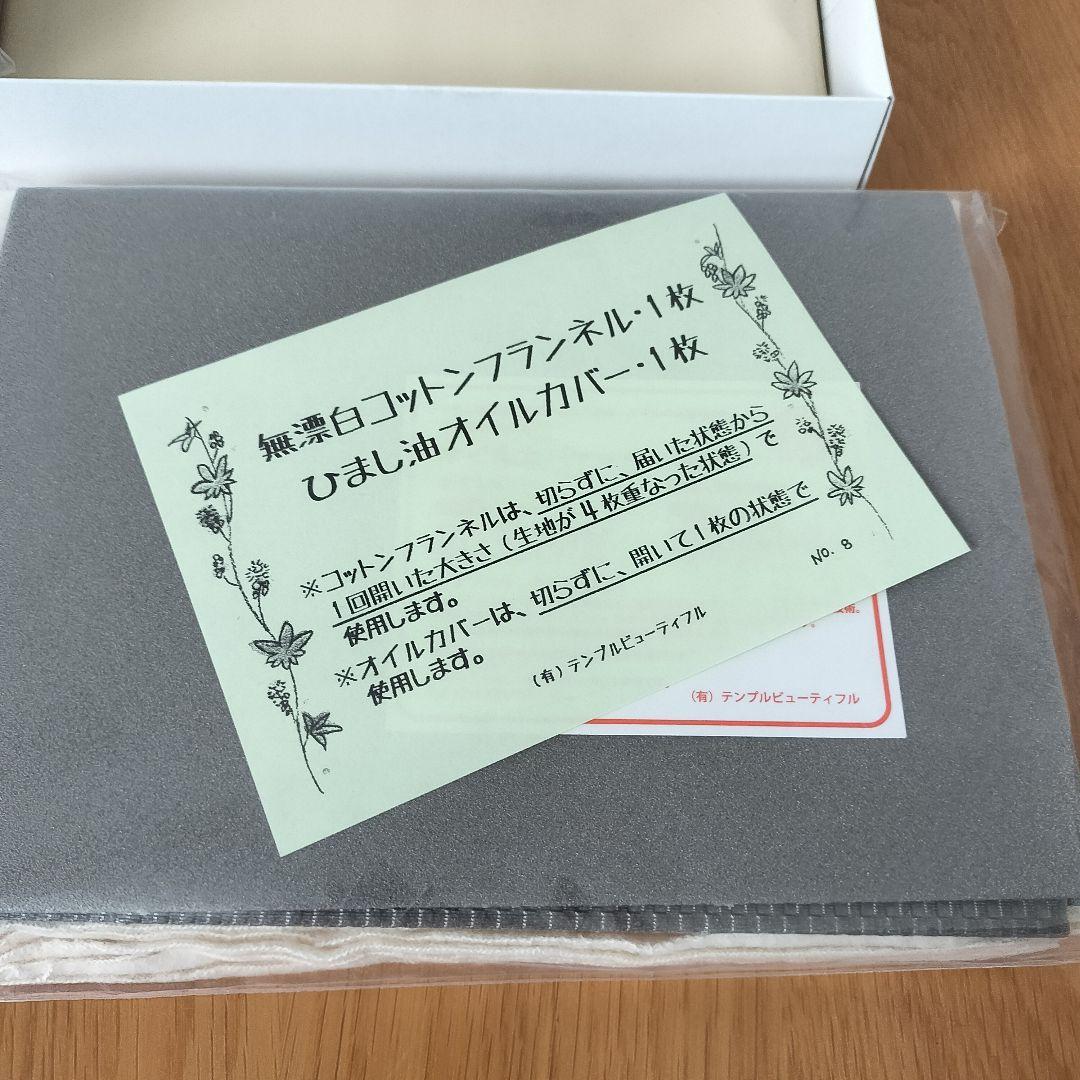 無漂白コットンフランネル・1枚
ひまし油オイルカバー・1枚
※コットンフランネルは、切らずに、届いた状態から
1回開いた大きさ(生地が4枚重なった状態)で
使用します。
※オイルカバーは、切らずに、開いて1枚の状態で
使用します。
(有)テンプルビューティフル
No. 8
技術。
(有)テンプルビューティフル